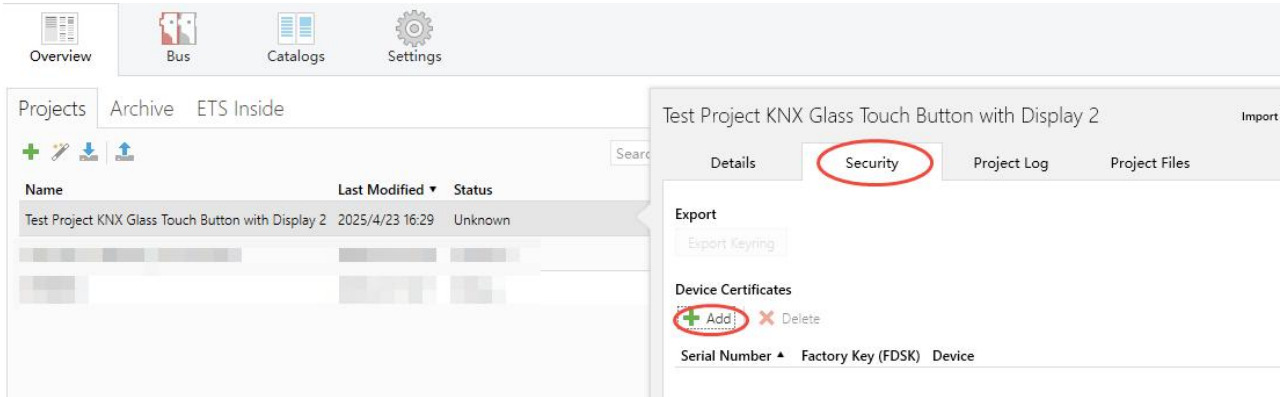 Overview Bus Catalogs Settings
Projects Archive ETS Inside
Searc
Name Last Modified ▼ Status
Test Project KNX Glass Touch Button with Display 2 2025/4/23 16:29 Unknown
Test Project KNX Glass Touch Button with Display 2 Import
Details Security Project Log Project Files
Export
Export Keyring
Device Certificates
Add Delete
Serial Number ▲ Factory Key (FDSK) Device